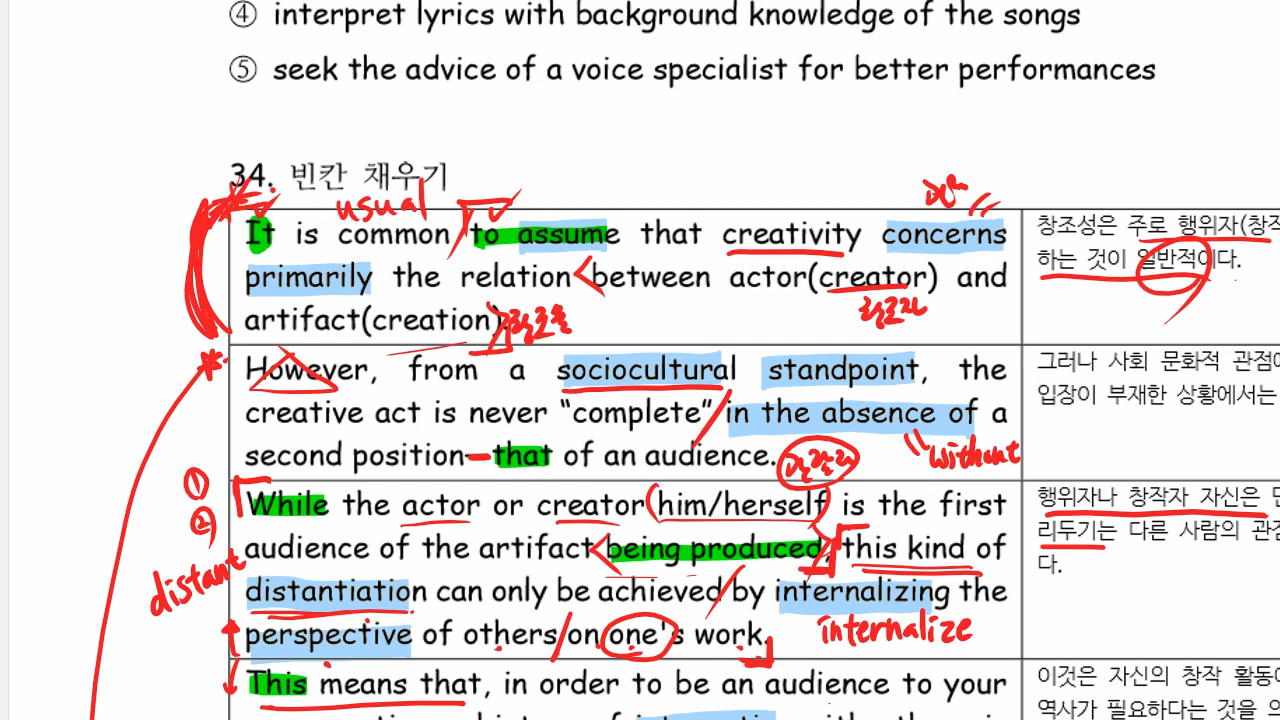 ④ interpret lyrics with background knowledge of the songs
⑤ seek the advice of a voice specialist for better performances
34. 빈칸 채우기
usual
It is common to assume that creativity concerns
primarily the relation between actor(creator) and
artifact(creation).
창조성은 주로 행위자(창작
하는 것이 일반적이다.
However, from a sociocultural standpoint, the
creative act is never “complete” in the absence of a
second position—that of an audience.
without
그러나 사회 문화적 관점에
입장이 부재한 상황에서는
①
②
While the actor or creator(him/herself) is the first
audience of the artifact being produced, this kind of
distantiation can only be achieved by internalizing the
perspective of others on one's work.
distant
internalize
행위자나 창작자 자신은 만
리두기는 다른 사람의 관점
다.
This means that, in order to be an audience to your
이것은 자신의 창작 활동에
역사가 필요하다는 것을 의